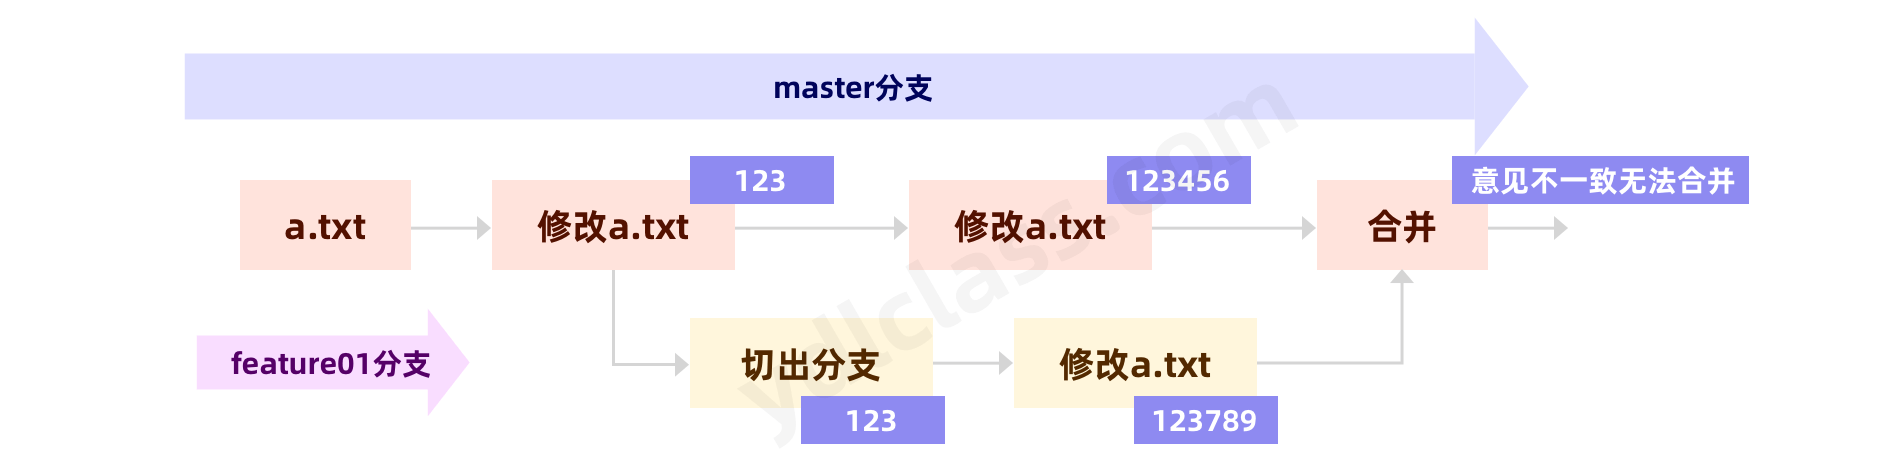 master分支
123
123456
意见不一致无法合并
a.txt
修改a.txt
修改a.txt
合并
feature01分支
切出分支
修改a.txt
123
123789
ydlclass.com